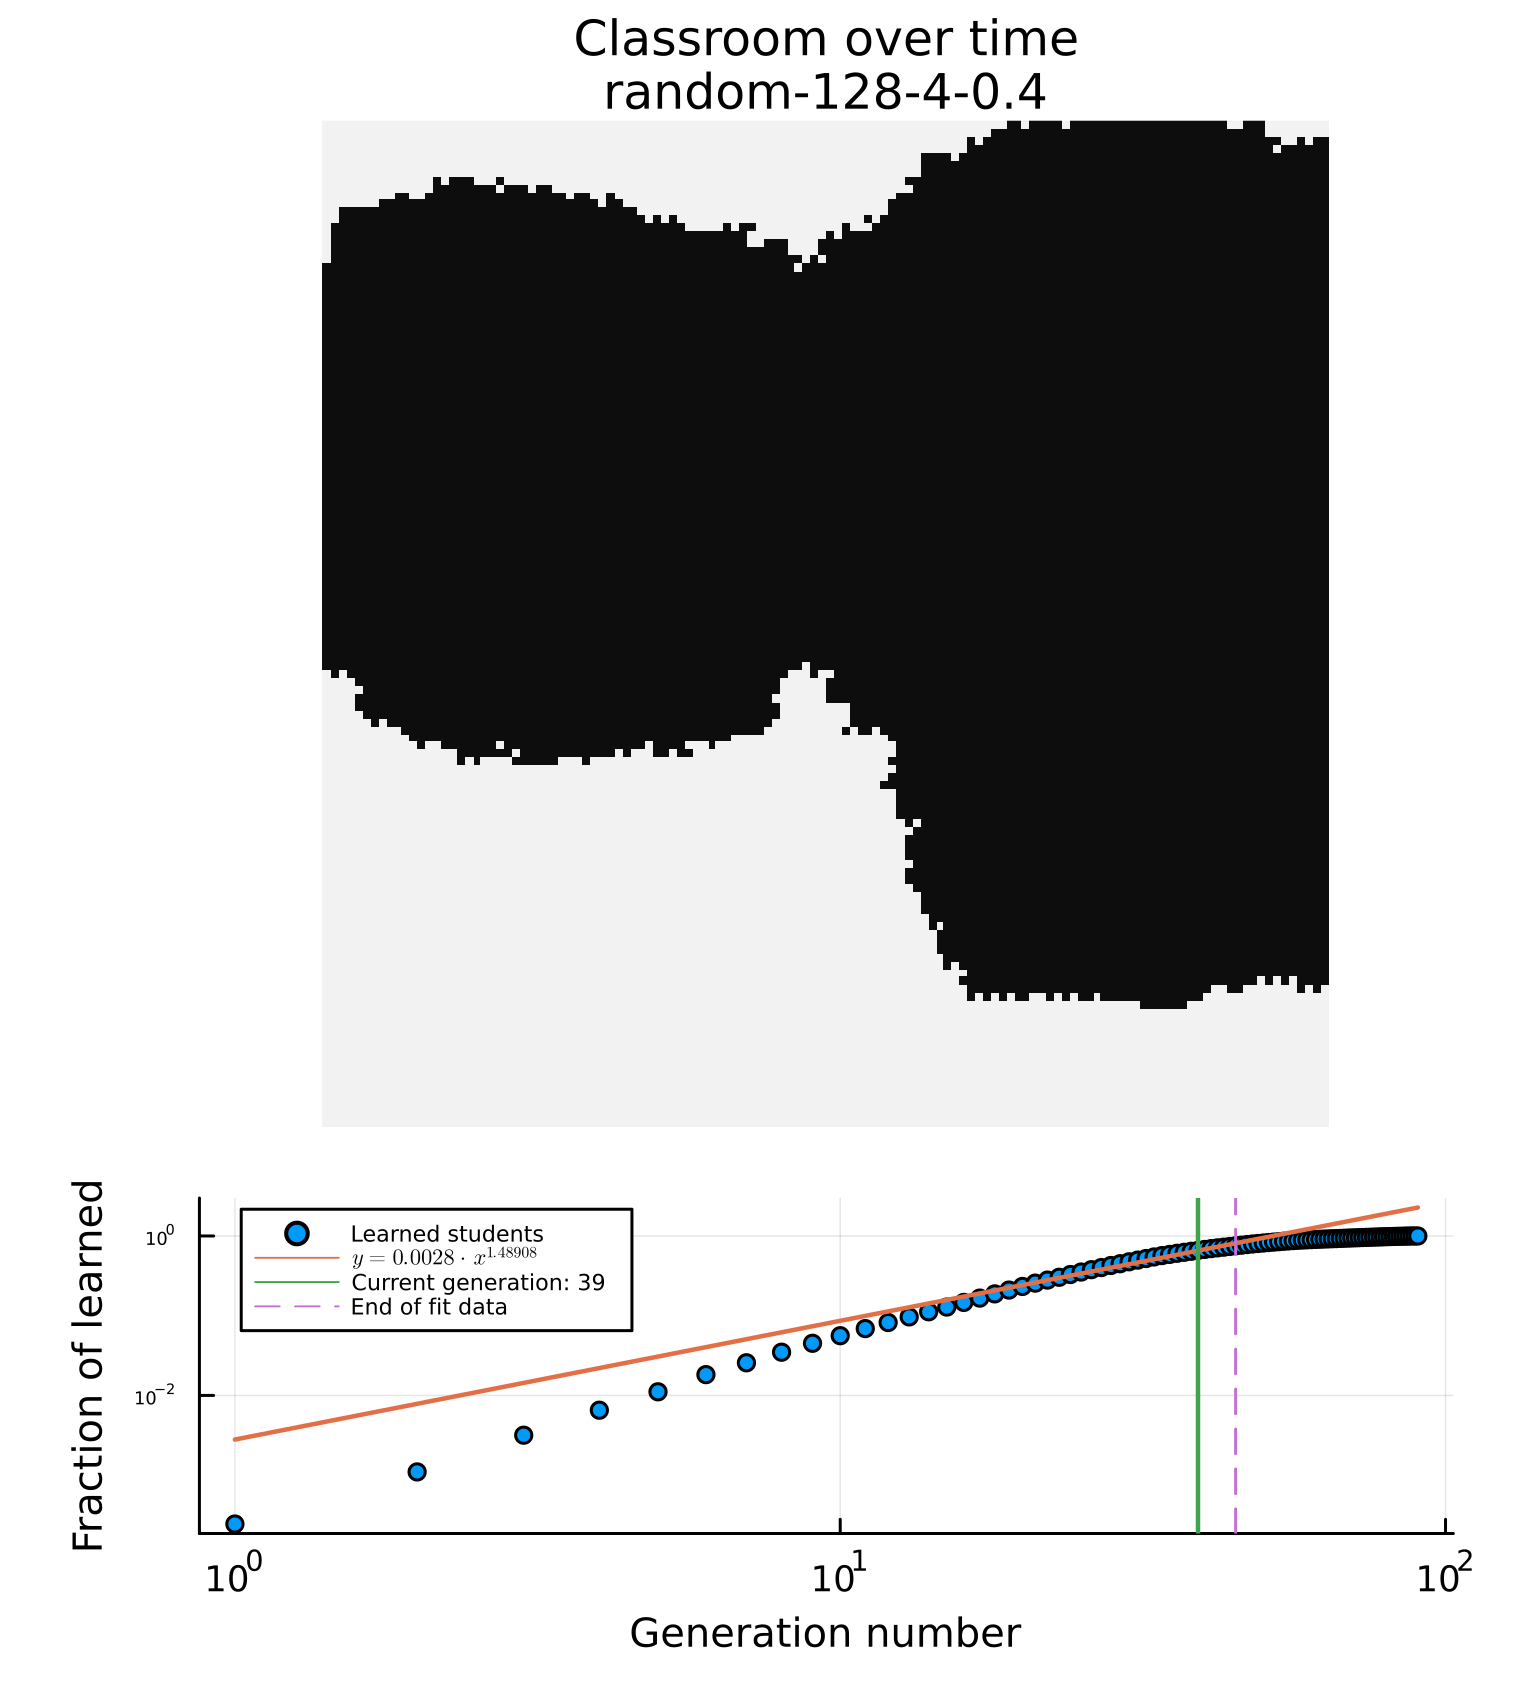 Classroom over time
random-128-4-0.4
Fraction of learned
10^0
10^−2
Learned students
y = 0.0028 · x^1.48908
Current generation: 39
End of fit data
10^0
10^1
10^2
Generation number